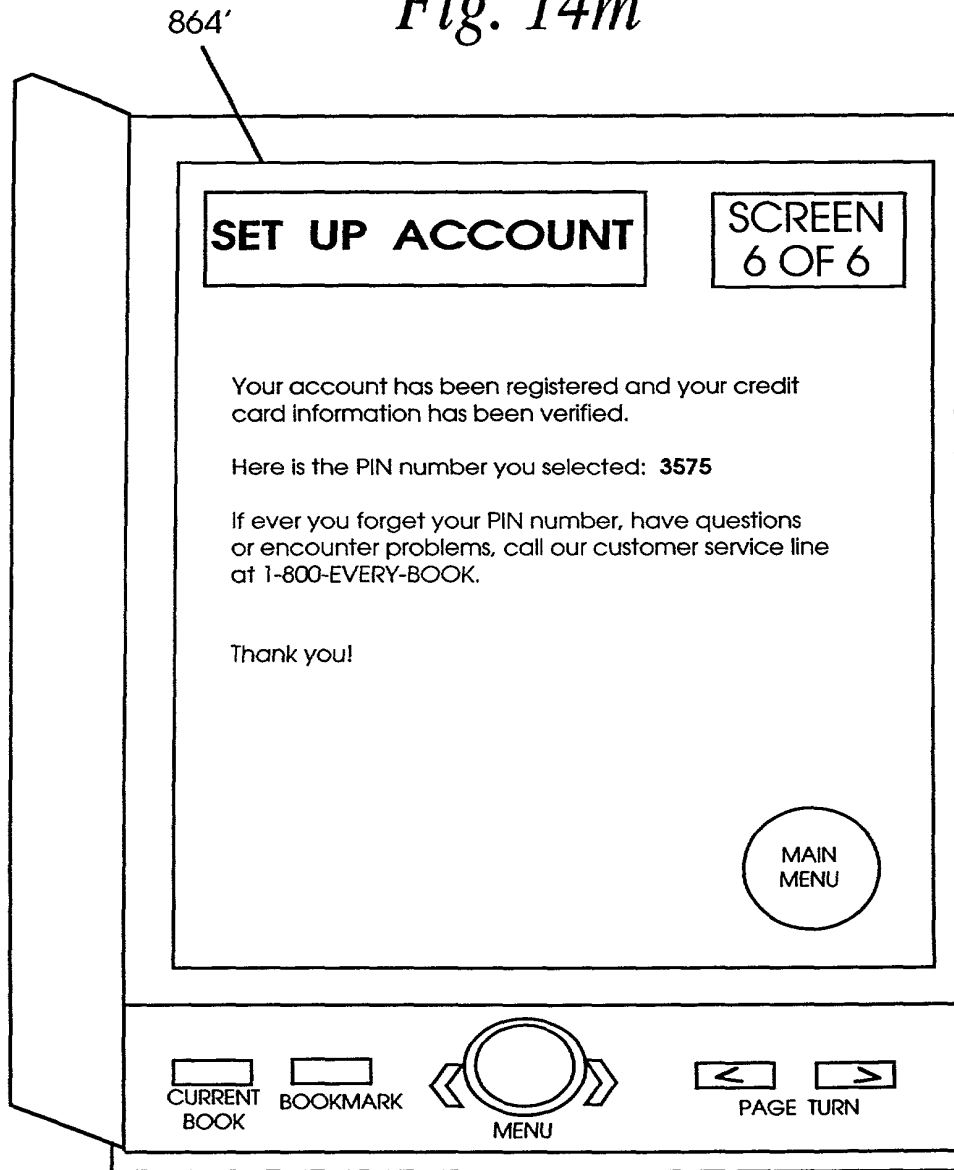 864'
Fig. 14m
SET UP ACCOUNT
SCREEN
6 OF 6
Your account has been registered and your credit
card information has been verified.
Here is the PIN number you selected: 3575
If ever you forget your PIN number, have questions
or encounter problems, call our customer service line
at 1-800-EVERY-BOOK.
Thank you!
MAIN
MENU
< >
CURRENT
BOOK
BOOKMARK
MENU
PAGE TURN